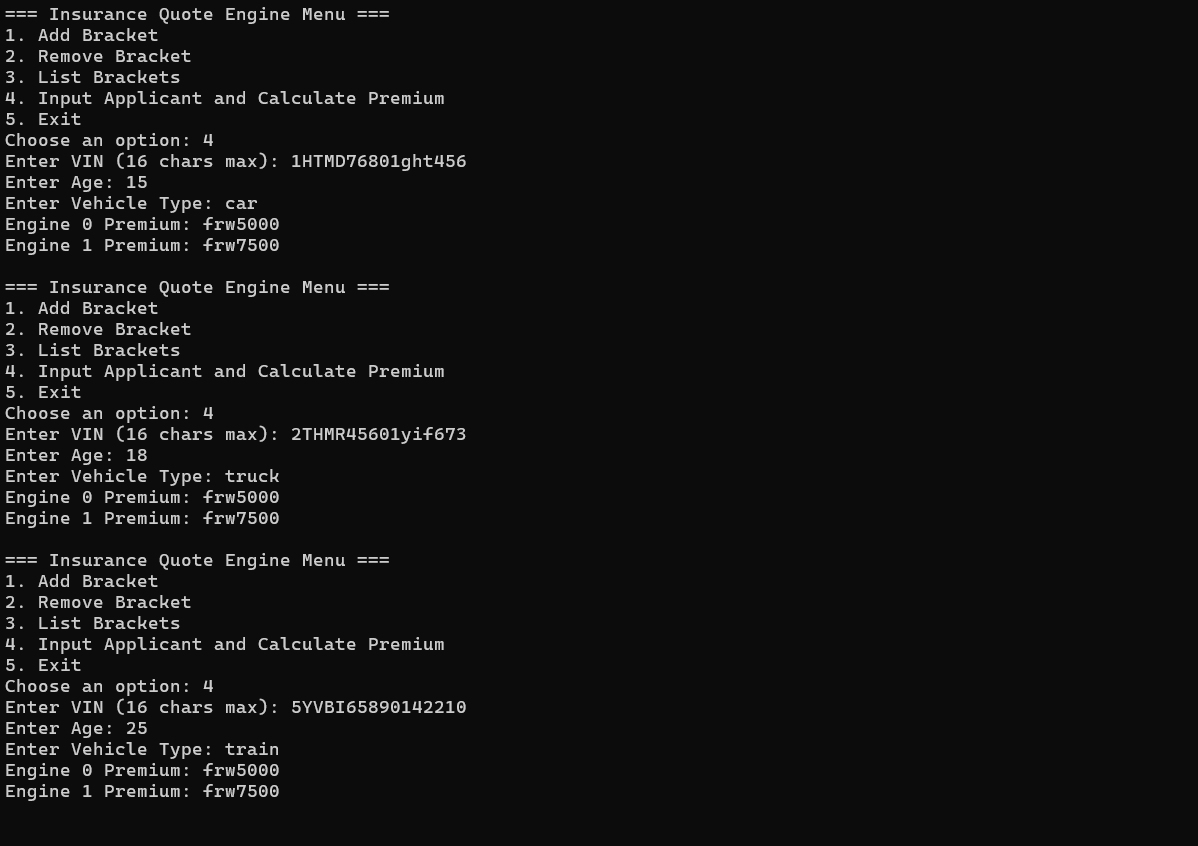 === Insurance Quote Engine Menu ===
1. Add Bracket
2. Remove Bracket
3. List Brackets
4. Input Applicant and Calculate Premium
5. Exit
Choose an option: 4
Enter VIN (16 chars max): 1HTMD76801ght456
Enter Age: 15
Enter Vehicle Type: car
Engine 0 Premium: frw5000
Engine 1 Premium: frw7500

=== Insurance Quote Engine Menu ===
1. Add Bracket
2. Remove Bracket
3. List Brackets
4. Input Applicant and Calculate Premium
5. Exit
Choose an option: 4
Enter VIN (16 chars max): 2THMR45601yif673
Enter Age: 18
Enter Vehicle Type: truck
Engine 0 Premium: frw5000
Engine 1 Premium: frw7500

=== Insurance Quote Engine Menu ===
1. Add Bracket
2. Remove Bracket
3. List Brackets
4. Input Applicant and Calculate Premium
5. Exit
Choose an option: 4
Enter VIN (16 chars max): 5YVBI65890142210
Enter Age: 25
Enter Vehicle Type: train
Engine 0 Premium: frw5000
Engine 1 Premium: frw7500